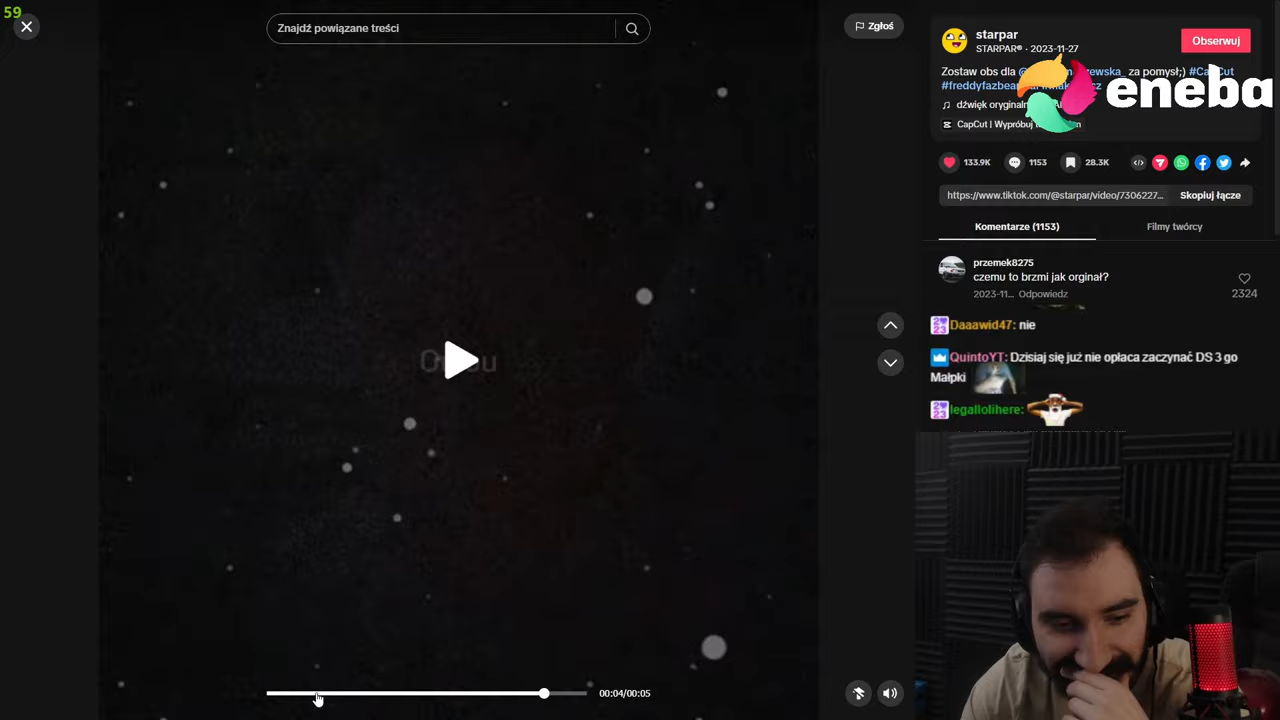 59
Znajdź powiązane treści
Zgłoś
starpar
STARPAR® · 2023-11-27
Obserwuj
Zostaw obs dla @ ewska_ za pomysł;) #CapCut
#freddyfazbear
eneba
dźwięk oryginalny
CapCut | Wypróbuj
133.9K
1153
28.3K
https://www.tiktok.com/@starpar/video/7306227...
Skopiuj łącze
Komentarze (1153)
Filmy twórcy
przemek8275
czemu to brzmi jak orginał?
2023-11... Odpowiedz
2324
Daaawid47: nie
QuintoYT: Dzisiaj się już nie opłaca zaczynać DS 3 go
Małpki
legallolihere:
00:04/00:05